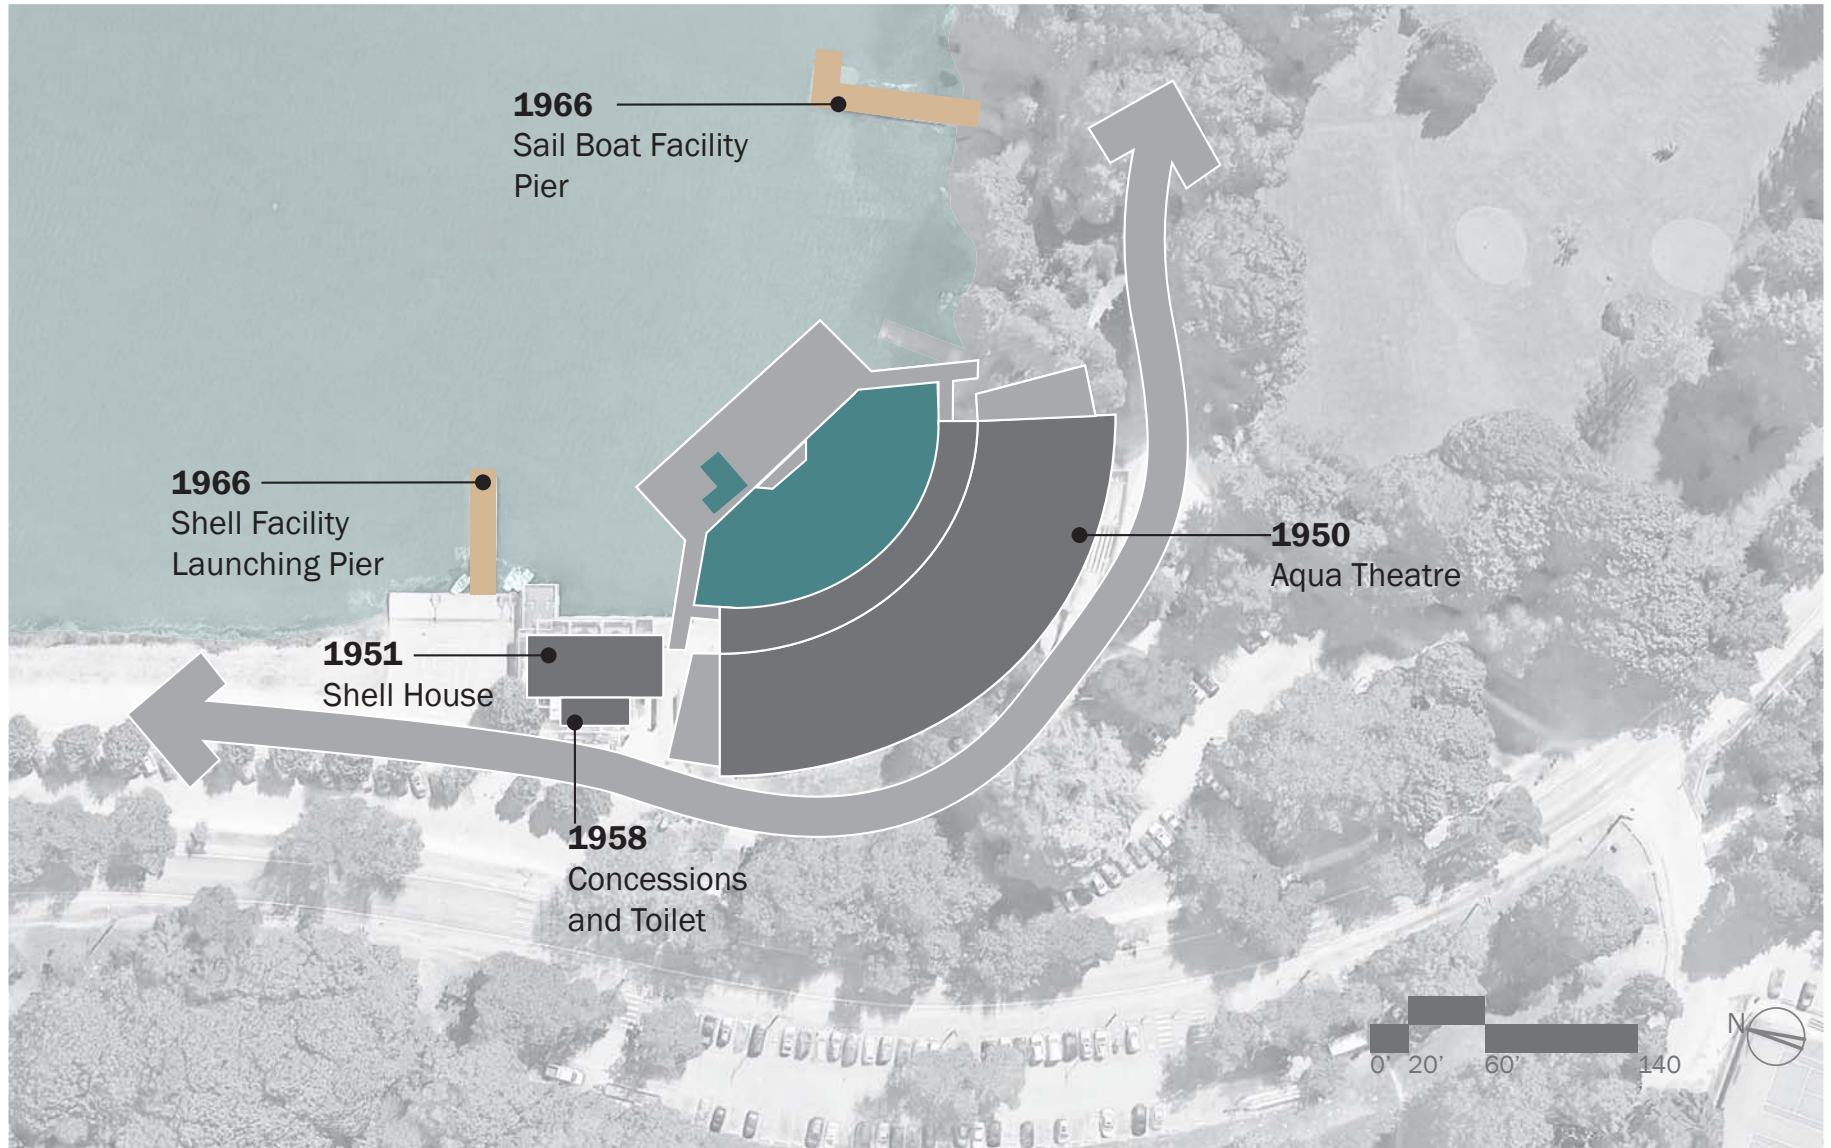 1966
Sail Boat Facility
Pier
1966
Shell Facility
Launching Pier
1950
Aqua Theatre
1951
Shell House
1958
Concessions
and Toilet
N
0’ 20’ 60’ 140